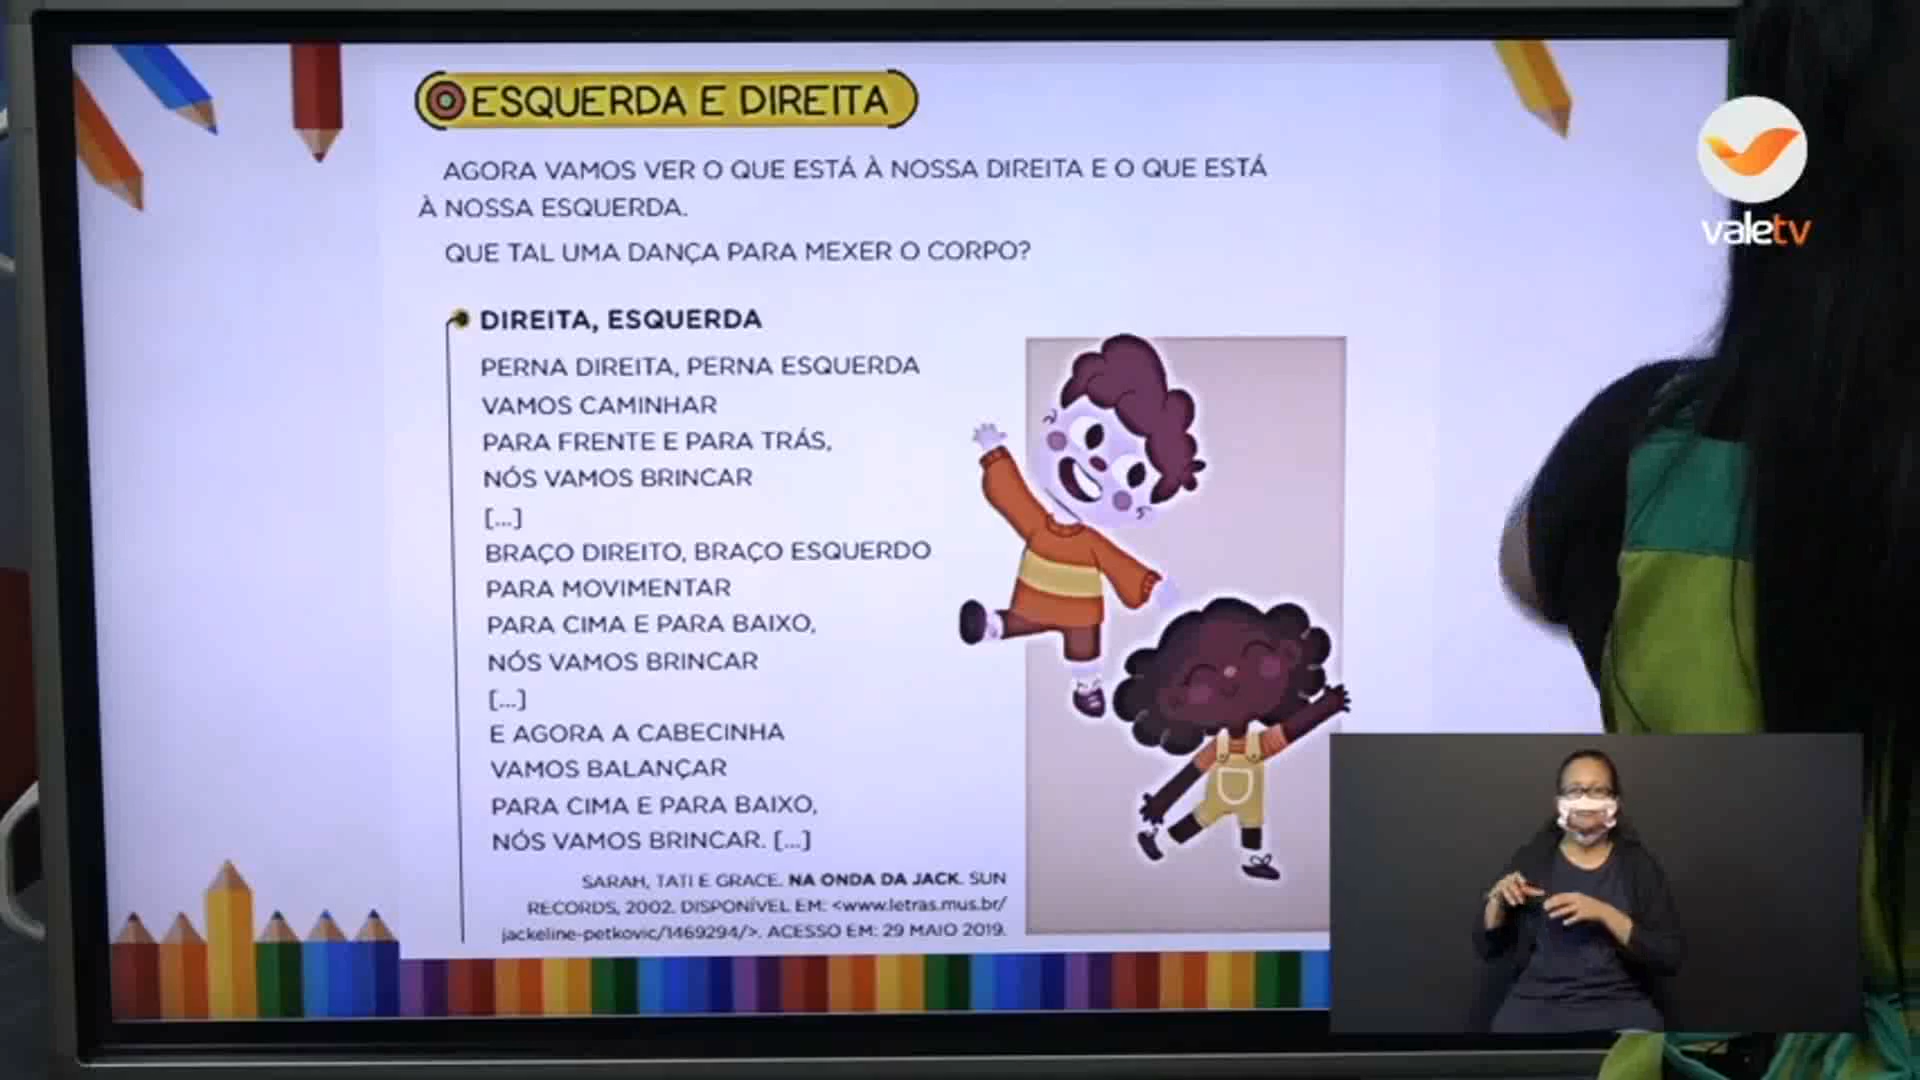 ESQUERDA E DIREITA
AGORA VAMOS VER O QUE ESTÁ À NOSSA DIREITA E O QUE ESTÁ
À NOSSA ESQUERDA.
QUE TAL UMA DANÇA PARA MEXER O CORPO?
DIREITA, ESQUERDA
PERNA DIREITA, PERNA ESQUERDA
VAMOS CAMINHAR
PARA FRENTE E PARA TRÁS,
NÓS VAMOS BRINCAR
[...]
BRAÇO DIREITO, BRAÇO ESQUERDO
PARA MOVIMENTAR
PARA CIMA E PARA BAIXO,
NÓS VAMOS BRINCAR
[...]
E AGORA A CABECINHA
VAMOS BALANÇAR
PARA CIMA E PARA BAIXO,
NÓS VAMOS BRINCAR. [...]
SARAH, TATI E GRACE. NA ONDA DA JACK. SUN
RECORDS, 2002. DISPONÍVEL EM: <www.letras.mus.br/
jackeline-petkovic/1469294/>. ACESSO EM: 29 MAIO 2019.
valetv